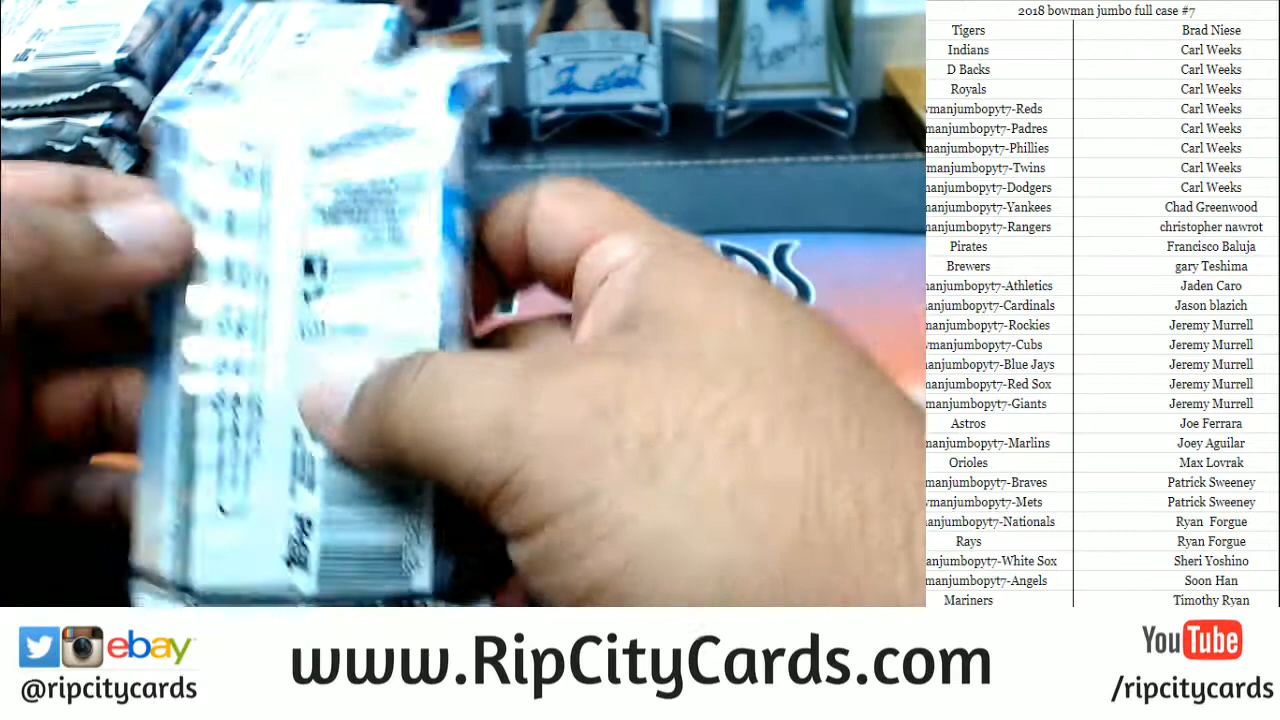 2018 bowman jumbo full case #7
Tigers Brad Niese
Indians Carl Weeks
D Backs Carl Weeks
Royals Carl Weeks
wmanjumbopyt7-Reds Carl Weeks
manjumbopyt7-Padres Carl Weeks
manjumbopyt7-Phillies Carl Weeks
wmanjumbopyt7-Twins Carl Weeks
manjumbopyt7-Dodgers Carl Weeks
manjumbopyt7-Yankees Chad Greenwood
manjumbopyt7-Rangers christopher nawrot
Pirates Francisco Baluja
Brewers gary Teshima
manjumbopyt7-Athletics Jaden Caro
manjumbopyt7-Cardinals Jason blazich
manjumbopyt7-Rockies Jeremy Murrell
wmanjumbopyt7-Cubs Jeremy Murrell
manjumbopyt7-Blue Jays Jeremy Murrell
manjumbopyt7-Red Sox Jeremy Murrell
manjumbopyt7-Giants Jeremy Murrell
Astros Joe Ferrara
manjumbopyt7-Marlins Joey Aguilar
Orioles Max Lovrak
manjumbopyt7-Braves Patrick Sweeney
wmanjumbopyt7-Mets Patrick Sweeney
anjumbopyt7-Nationals Ryan Forgue
Rays Ryan Forgue
anjumbopyt7-White Sox Sheri Yoshino
manjumbopyt7-Angels Soon Han
Mariners Timothy Ryan
ebay
@ripcitycards
www.RipCityCards.com
YouTube
/ripcitycards